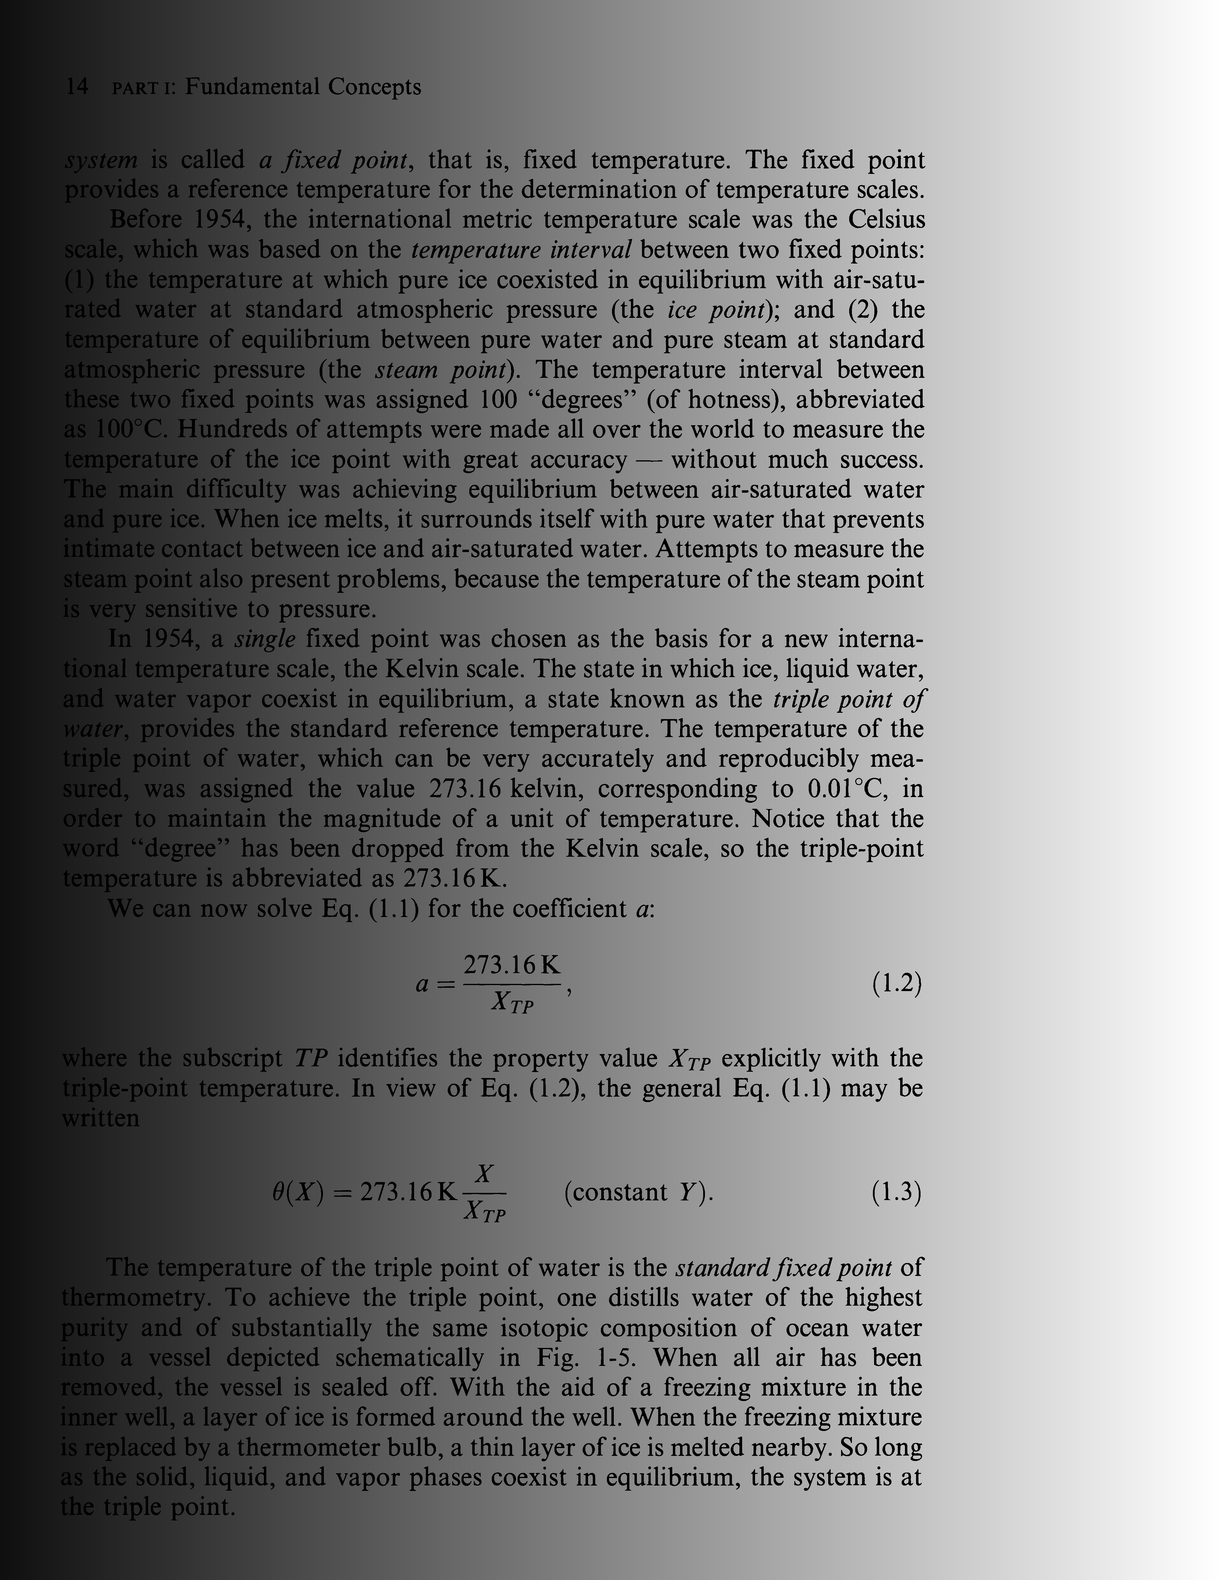 14 PART I: Fundamental Concepts
system is called a fixed point, that is, fixed temperature. The fixed point
provides a reference temperature for the determination of temperature scales.
Before 1954, the international metric temperature scale was the Celsius
scale, which was based on the temperature interval between two fixed points:
(1) the temperature at which pure ice coexisted in equilibrium with air-satu-
rated water at standard atmospheric pressure (the ice point); and (2) the
temperature of equilibrium between pure water and pure steam at standard
atmospheric pressure (the steam point). The temperature interval between
these two fixed points was assigned 100 “degrees” (of hotness), abbreviated
as 100°C. Hundreds of attempts were made all over the world to measure the
temperature of the ice point with great accuracy — without much success.
The main difficulty was achieving equilibrium between air-saturated water
and pure ice. When ice melts, it surrounds itself with pure water that prevents
intimate contact between ice and air-saturated water. Attempts to measure the
steam point also present problems, because the temperature of the steam point
is very sensitive to pressure.
In 1954, a single fixed point was chosen as the basis for a new interna-
tional temperature scale, the Kelvin scale. The state in which ice, liquid water,
and water vapor coexist in equilibrium, a state known as the triple point of
water, provides the standard reference temperature. The temperature of the
triple point of water, which can be very accurately and reproducibly mea-
sured, was assigned the value 273.16 kelvin, corresponding to 0.01°C, in
order to maintain the magnitude of a unit of temperature. Notice that the
word “degree” has been dropped from the Kelvin scale, so the triple-point
temperature is abbreviated as 273.16 K.
We can now solve Eq. (1.1) for the coefficient a:
a = 273.16 K / X_TP, (1.2)
where the subscript TP identifies the property value X_TP explicitly with the
triple-point temperature. In view of Eq. (1.2), the general Eq. (1.1) may be
written
θ(X) = 273.16 K X / X_TP (constant Y). (1.3)
The temperature of the triple point of water is the standard fixed point of
thermometry. To achieve the triple point, one distills water of the highest
purity and of substantially the same isotopic composition of ocean water
into a vessel depicted schematically in Fig. 1-5. When all air has been
removed, the vessel is sealed off. With the aid of a freezing mixture in the
inner well, a layer of ice is formed around the well. When the freezing mixture
is replaced by a thermometer bulb, a thin layer of ice is melted nearby. So long
as the solid, liquid, and vapor phases coexist in equilibrium, the system is at
the triple point.